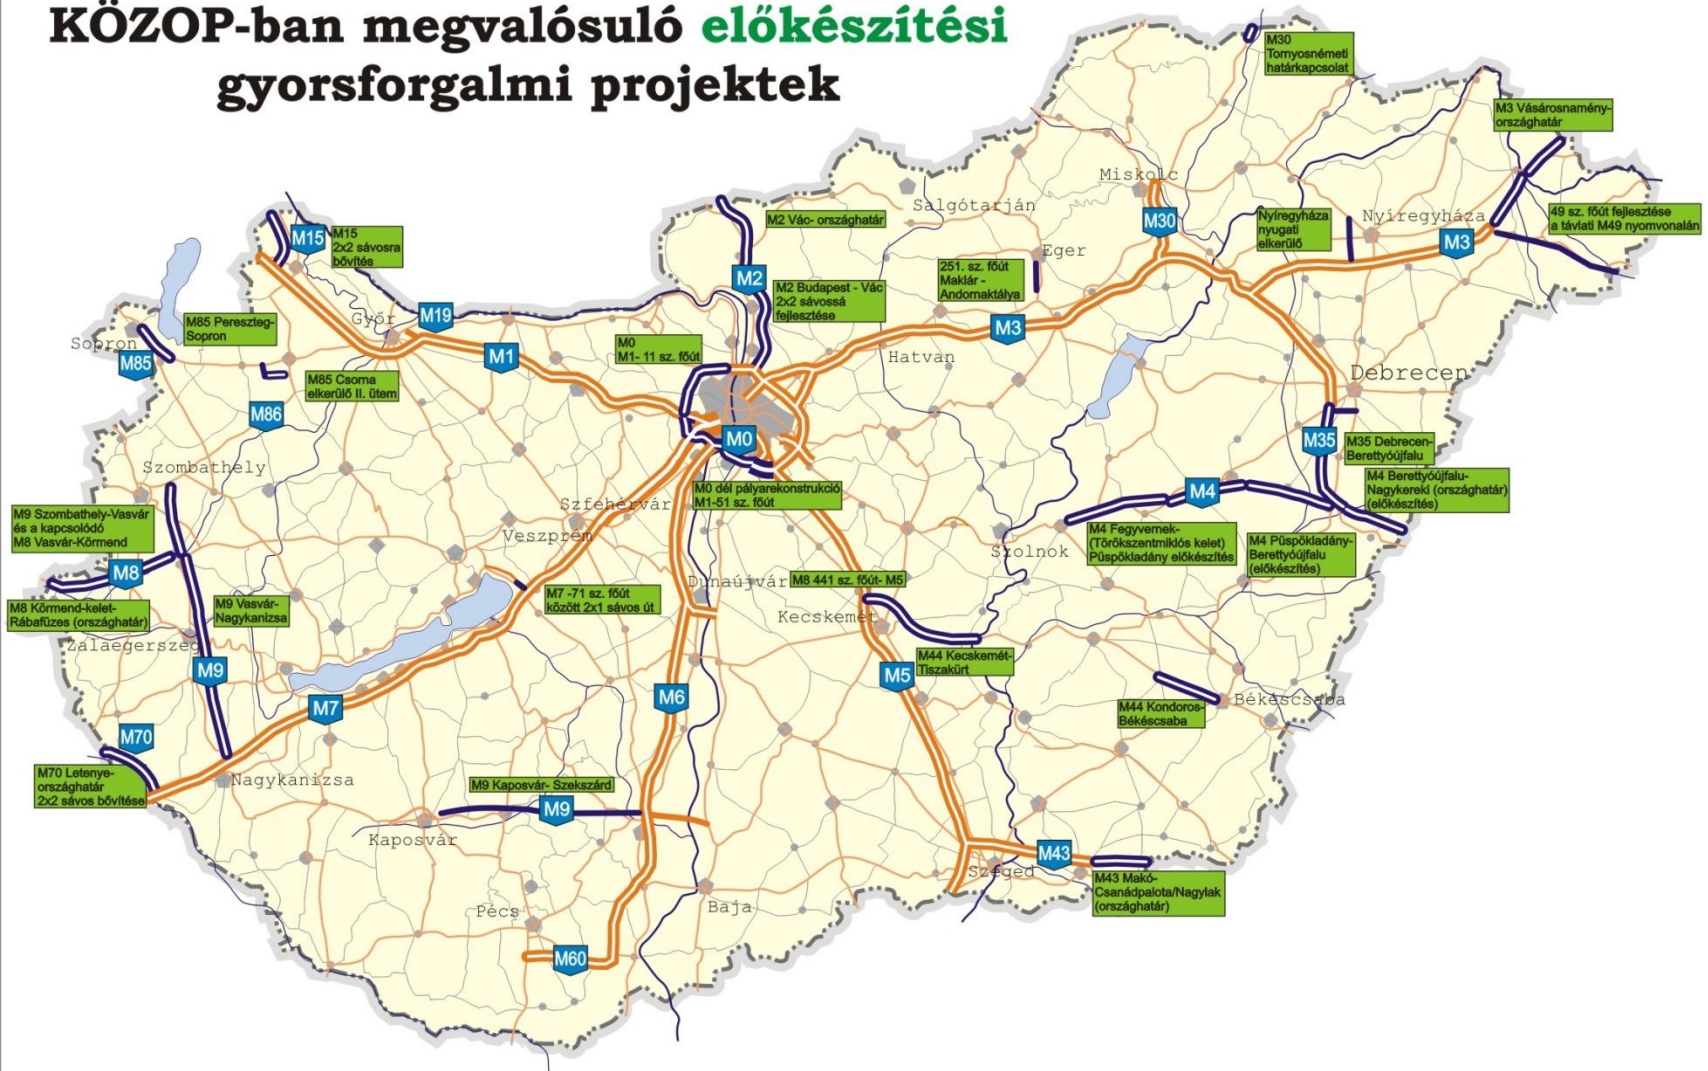 KÖZOP-ban megvalósuló előkészítési
gyorsforgalmi projektek
M30
Tornyosnémeti
határkapcsolat
M3 Vásárosnamény-
országhatár
49 sz. főút fejlesztése
a távlati M49 nyomvonalán
Miskolc
M30
Nyíregyháza
nyugati
elkerülő
Nyíregyháza
M3
Salgótarján
M2 Vác- országhatár
M15
M15
2x2 sávosra
bővítés
Eger
251. sz. főút
Maklár -
Andornaktálya
M2
M2 Budapest - Vác
2x2 sávossá
fejlesztése
M3
Hatvan
M85 Pereszteg-
Sopron
Sopron
M85
Győr
M19
M1
M0
M1- 11 sz. főút
M85 Csorna
elkerülő II. ütem
M86
Debrecen
M35
M35 Debrecen-
Berettyóújfalu
M0
M0 dél pályarekonstrukció
M1-51 sz. főút
M4
M4 Berettyóújfalu-
Nagykereki (országhatár)
(előkészítés)
M4 Fegyvernek-
(Törökszentmiklós kelet)
Püspökladány előkészítés
M4 Püspökladány-
Berettyóújfalu
(előkészítés)
Szombathely
M9 Szombathely-Vasvár
és a kapcsolódó
M8 Vasvár-Körmend
Szfehérvár
Veszprém
Szolnok
M8
M8 Körmend-kelet-
Rábafüzes (országhatár)
M9 Vasvár-
Nagykanizsa
M7 -71 sz. főút
között 2x1 sávos út
Dunaújvár
M8 441 sz. főút- M5
Kecskemét
Zalaegerszeg
M9
M44 Kecskemét-
Tiszakürt
M5
M6
M7
M44 Kondoros-
Békéscsaba
Békéscsaba
M70
M70 Letenye-
országhatár
2x2 sávos bővítése
Nagykanizsa
M9 Kaposvár- Szekszárd
M9
Kaposvár
M43
Szeged
M43 Makó-
Csanádpalota/Nagylak
(országhatár)
Pécs
Baja
M60